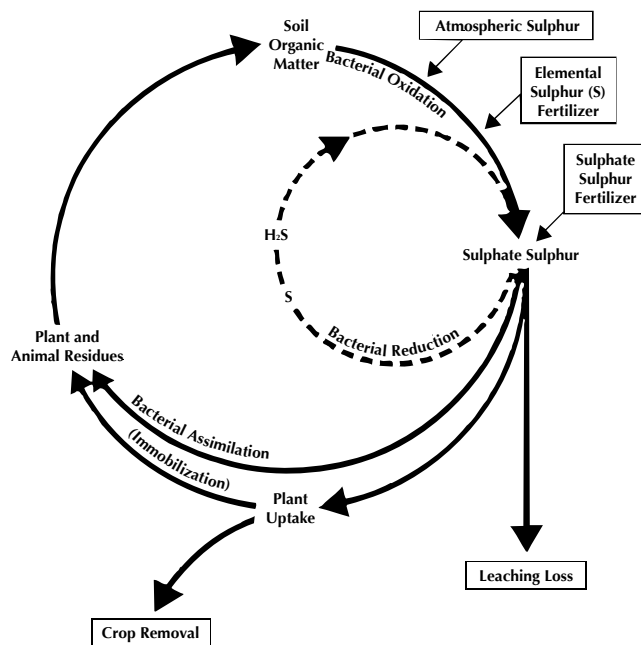 Soil
Organic
Matter
Atmospheric Sulphur
Bacterial Oxidation
Elemental
Sulphur (S)
Fertilizer
Sulphate
Sulphur
Fertilizer
H₂S
Sulphate Sulphur
S
Bacterial Reduction
Plant and
Animal Residues
Bacterial Assimilation
(Immobilization)
Plant
Uptake
Leaching Loss
Crop Removal